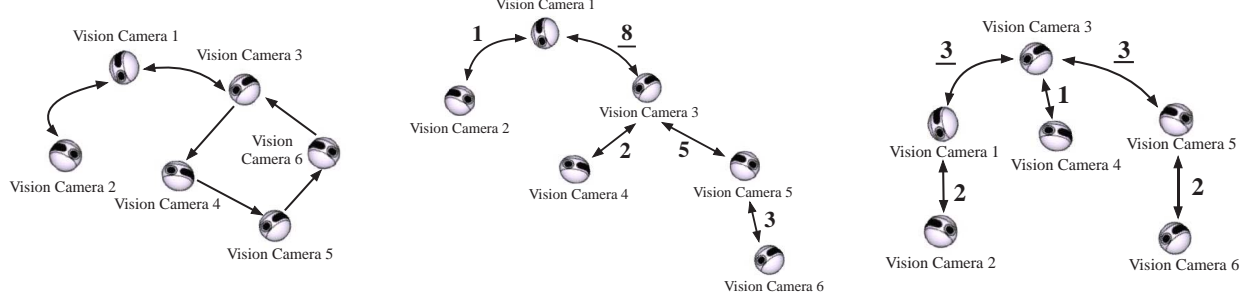 Vision Camera 1
Vision Camera 3
Vision
Camera 6
Vision Camera 2
Vision Camera 4
Vision Camera 5
Vision Camera 1
1
8
Vision Camera 2
Vision Camera 3
2
5
Vision Camera 4
Vision Camera 5
3
Vision Camera 6
Vision Camera 3
3
3
1
Vision Camera 1
Vision Camera 4
Vision Camera 5
2
2
Vision Camera 2
Vision Camera 6